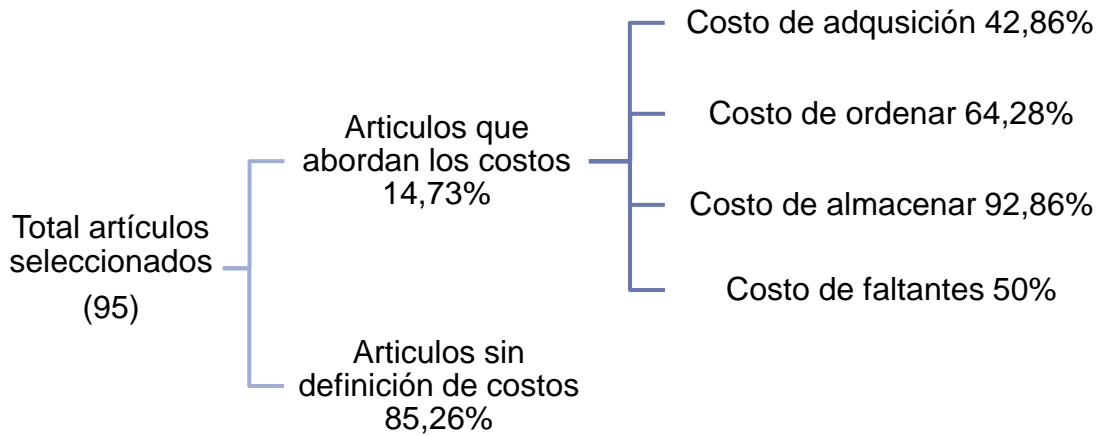 Total artículos
seleccionados
(95)
Articulos que
abordan los costos
14,73%
Articulos sin
definición de costos
85,26%
Costo de adqusición 42,86%
Costo de ordenar 64,28%
Costo de almacenar 92,86%
Costo de faltantes 50%